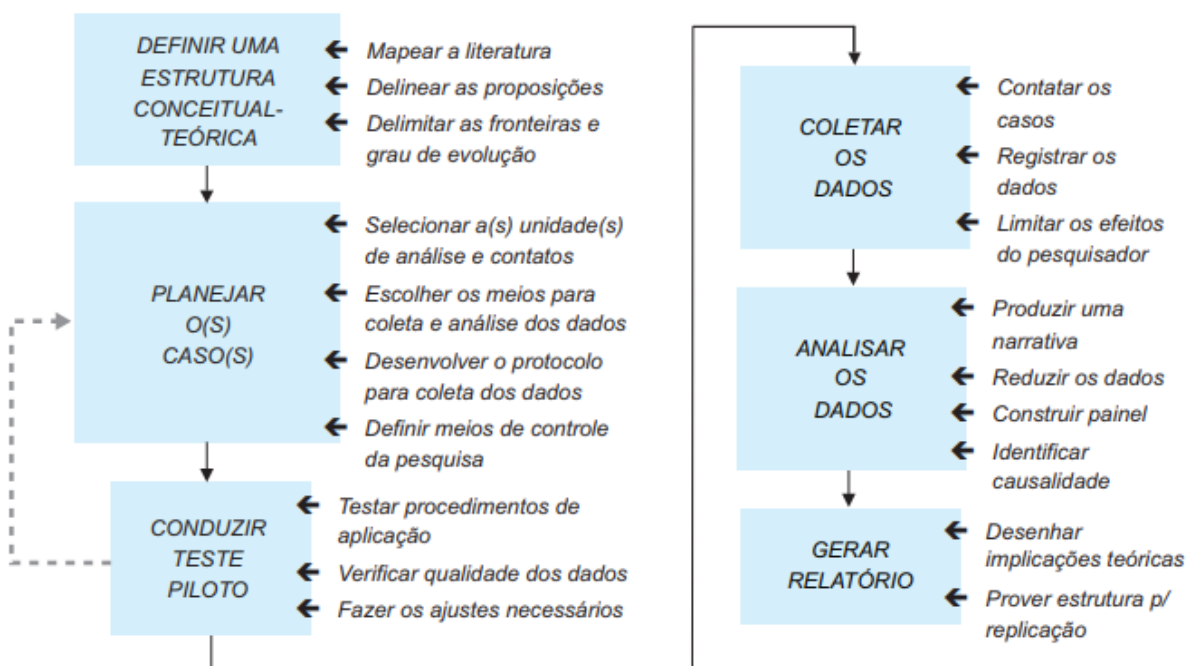 DEFINIR UMA
ESTRUTURA
CONCEITUAL-
TEÓRICA
Mapear a literatura
Delinear as proposições
Delimitar as fronteiras e
grau de evolução
PLANEJAR
O(S)
CASO(S)
Selecionar a(s) unidade(s)
de análise e contatos
Escolher os meios para
coleta e análise dos dados
Desenvolver o protocolo
para coleta dos dados
Definir meios de controle
da pesquisa
CONDUZIR
TESTE
PILOTO
Testar procedimentos de
aplicação
Verificar qualidade dos dados
Fazer os ajustes necessários
COLETAR
OS
DADOS
Contatar os
casos
Registrar os
dados
Limitar os efeitos
do pesquisador
ANALISAR
OS
DADOS
Produzir uma
narrativa
Reduzir os dados
Construir painel
Identificar
causalidade
GERAR
RELATÓRIO
Desenhar
implicações teóricas
Prover estrutura p/
replicação